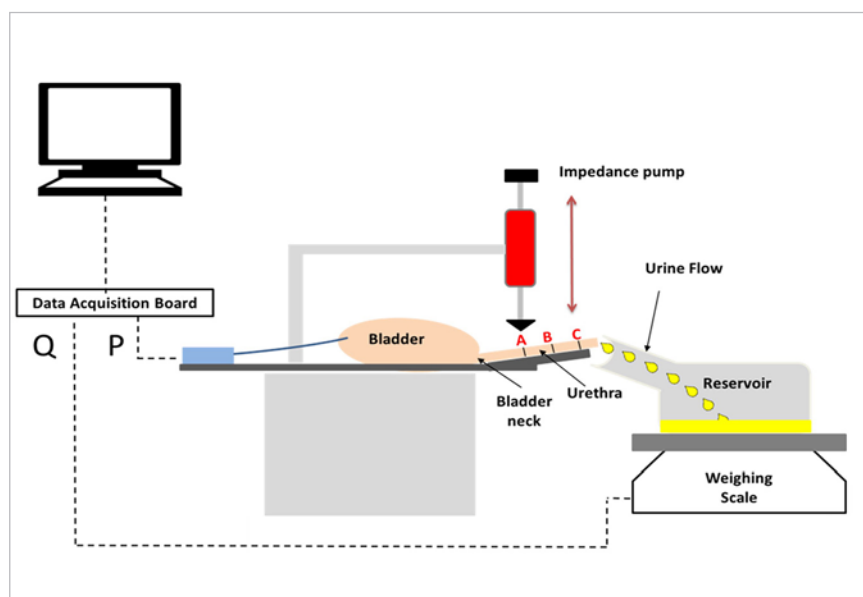 Impedance pump
Urine Flow
Data Acquisition Board
Q
P
Bladder
A
B
C
Bladder
neck
Urethra
Reservoir
Weighing
Scale